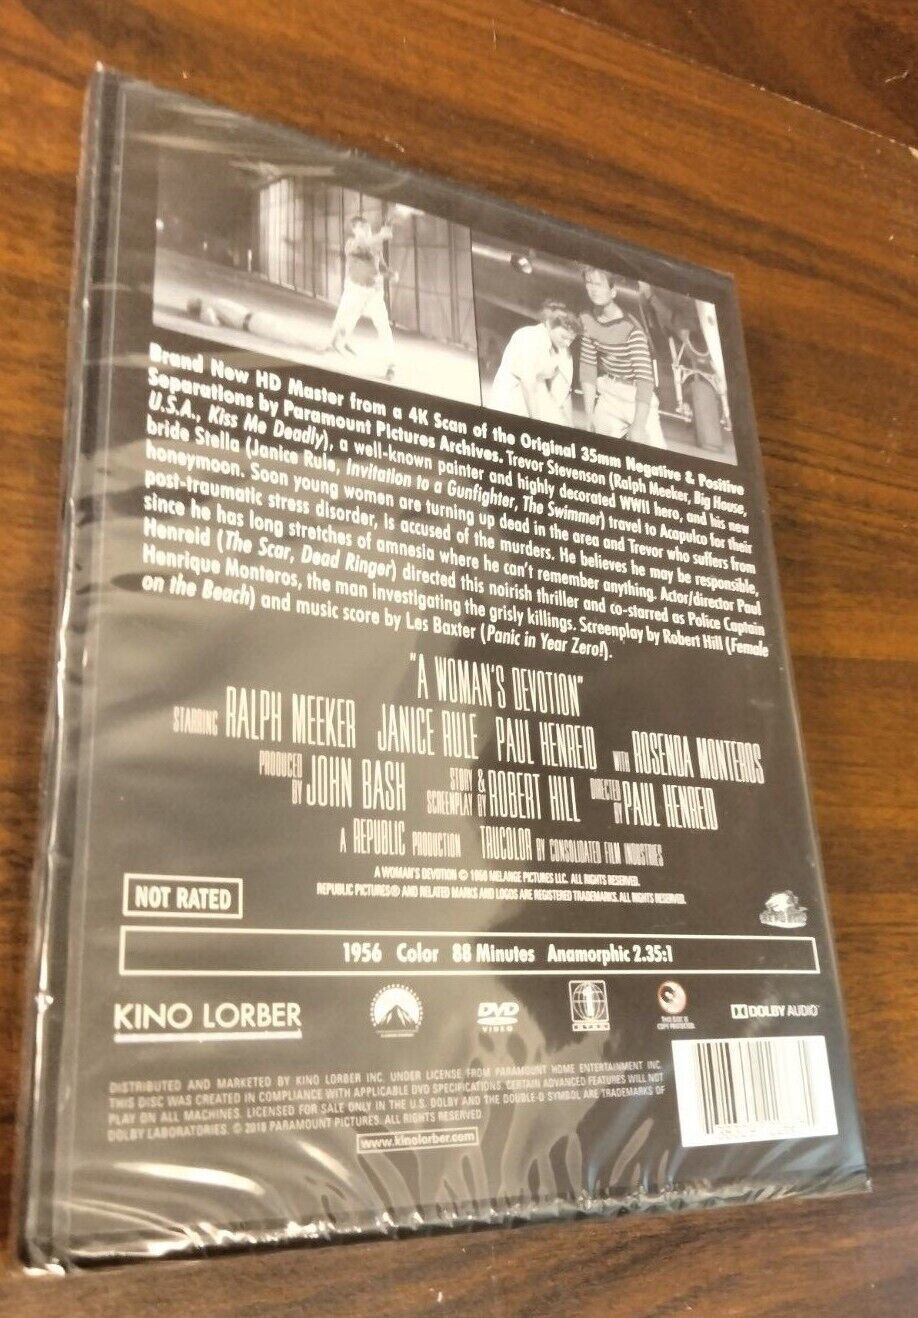 Brand New HD Master from a 4K Scan of the Original 35mm Negative & Positive
Separations by Paramount Pictures Archives. Trevor Stevenson (Ralph Meeker, Big House,
U.S.A., Kiss Me Deadly), a well-known painter and highly decorated WWII hero, and his new
bride Stella (Janice Rule, Invitation to a Gunfighter, The Swimmer) travel to Acapulco for their
honeymoon. Soon young women are turning up dead in the area and Trevor who suffers from
post-traumatic stress disorder, is accused of the murders. He believes he may be responsible,
since he has long stretches of amnesia where he can't remember anything. Actor/director Paul
Henreid (The Scar, Dead Ringer) directed this noirish thriller and co-starred as Police Captain
Henrique Monteros, the man investigating the grisly killings. Screenplay by Robert Hill (Female
on the Beach) and music score by Les Baxter (Panic in Year Zero!).
"A WOMAN'S DEVOTION"
STARRING RALPH MEEKER JANICE RULE PAUL HENREID WITH ROSENDA MONTEROS
PRODUCED BY JOHN BASH STORY & SCREENPLAY BY ROBERT HILL DIRECTED BY PAUL HENREID
A REPUBLIC PRODUCTION TRUCOLOR BY CONSOLIDATED FILM INDUSTRIES
A WOMAN'S DEVOTION © 1956 MELANGE PICTURES LLC. ALL RIGHTS RESERVED.
REPUBLIC PICTURES® AND RELATED MARKS AND LOGOS ARE REGISTERED TRADEMARKS. ALL RIGHTS RESERVED.
NOT RATED
1956 Color 88 Minutes Anamorphic 2.35:1
KINO LORBER
DVD
VIDEO
1
NTSC
THIS DISC IS
COPY PROTECTED
DOLBY AUDIO
DISTRIBUTED AND MARKETED BY KINO LORBER INC. UNDER LICENSE FROM PARAMOUNT HOME ENTERTAINMENT INC.
THIS DISC WAS CREATED IN COMPLIANCE WITH APPLICABLE DVD SPECIFICATIONS. CERTAIN ADVANCED FEATURES WILL NOT
PLAY ON ALL MACHINES. LICENSED FOR SALE ONLY IN THE U.S. DOLBY AND THE DOUBLE-D SYMBOL ARE TRADEMARKS OF
DOLBY LABORATORIES. © 2018 PARAMOUNT PICTURES. ALL RIGHTS RESERVED.
www.kinolorber.com